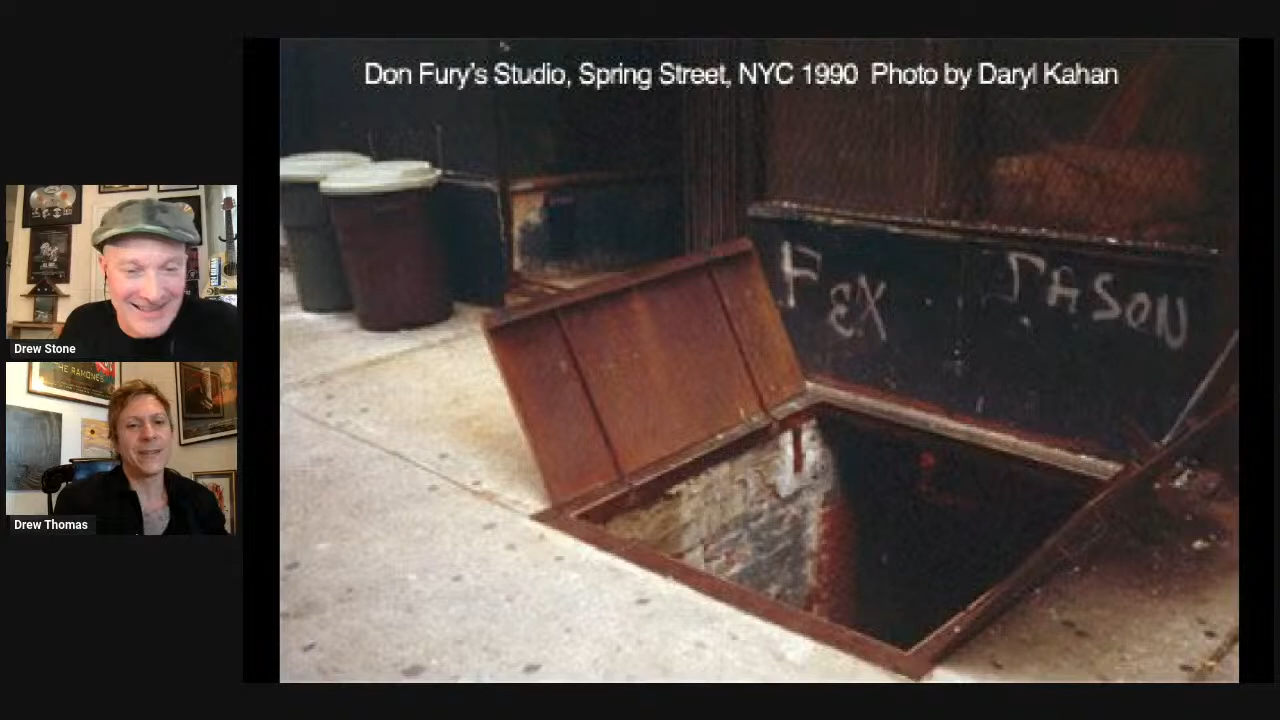 Don Fury's Studio, Spring Street, NYC 1990 Photo by Daryl Kahan
FEX JASON
Drew Stone
THE RAMONES
Drew Thomas